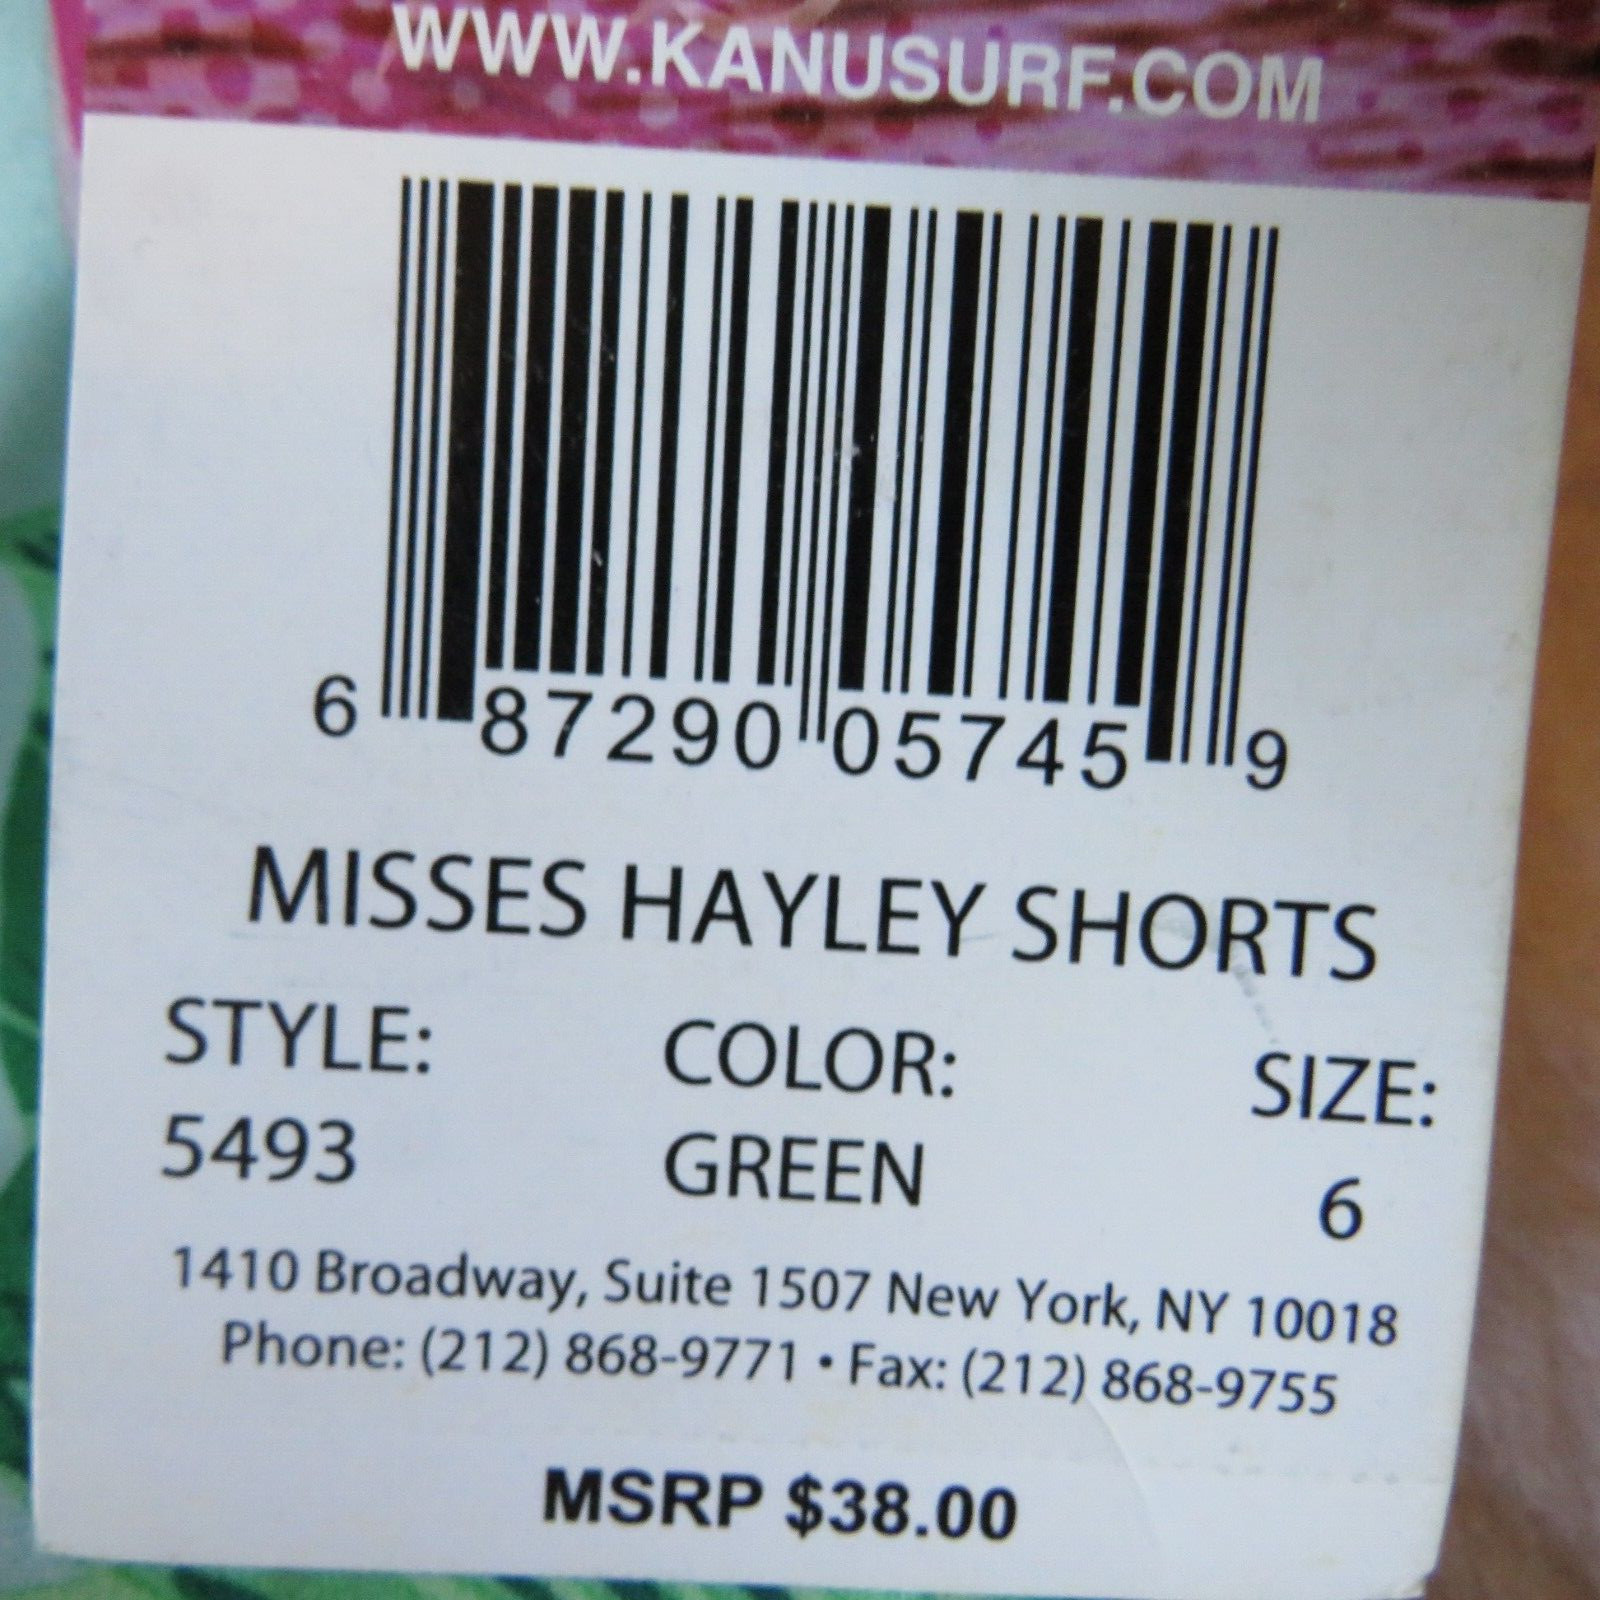 WWW.KANUSURF.COM
6 87290 05745 9
MISSES HAYLEY SHORTS
STYLE: COLOR: SIZE:
5493 GREEN 6
1410 Broadway, Suite 1507 New York, NY 10018
Phone: (212) 868-9771 • Fax: (212) 868-9755
MSRP $38.00